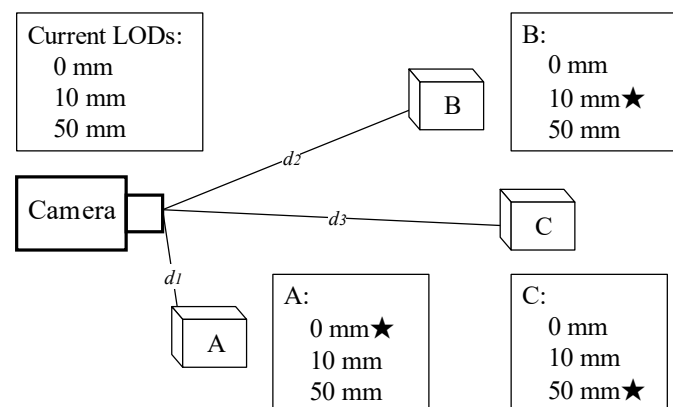 Current LODs:
0 mm
10 mm
50 mm
B:
0 mm
10 mm★
50 mm
B
d2
Camera
d3
C
d1
A
A:
0 mm★
10 mm
50 mm
C:
0 mm
10 mm
50 mm★